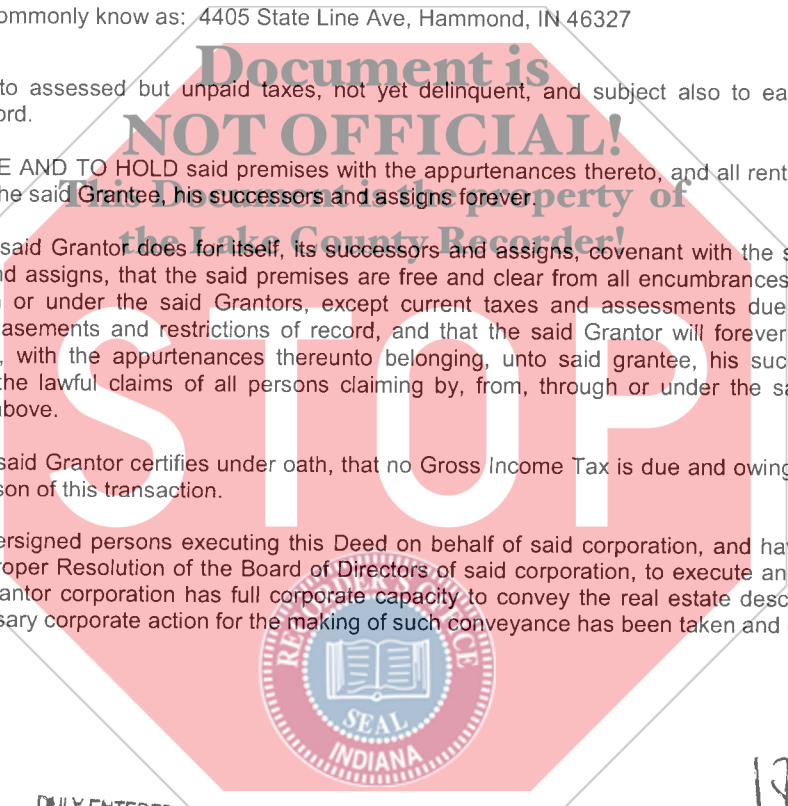 ommonly know as: 4405 State Line Ave, Hammond, IN 46327
Document is
to assessed but unpaid taxes, not yet delinquent, and subject also to ea
ord.
NOT OFFICIAL!
E AND TO HOLD said premises with the appurtenances thereto, and all rent
This Document is the property of
he said Grantee, his successors and assigns forever.
the Lake County Recorder!
said Grantor does for itself, its successors and assigns, covenant with the s
nd assigns, that the said premises are free and clear from all encumbrances
or under the said Grantors, except current taxes and assessments due
asements and restrictions of record, and that the said Grantor will forever
, with the appurtenances thereunto belonging, unto said grantee, his suc
the lawful claims of all persons claiming by, from, through or under the sa
above.
STOP
said Grantor certifies under oath, that no Gross Income Tax is due and owing
son of this transaction.
ersigned persons executing this Deed on behalf of said corporation, and ha
roper Resolution of the Board of Directors of said corporation, to execute an
antor corporation has full corporate capacity to convey the real estate desc
sary corporate action for the making of such conveyance has been taken and
RECORDER'S OFFICE
SEAL
INDIANA
DULY ENTERED